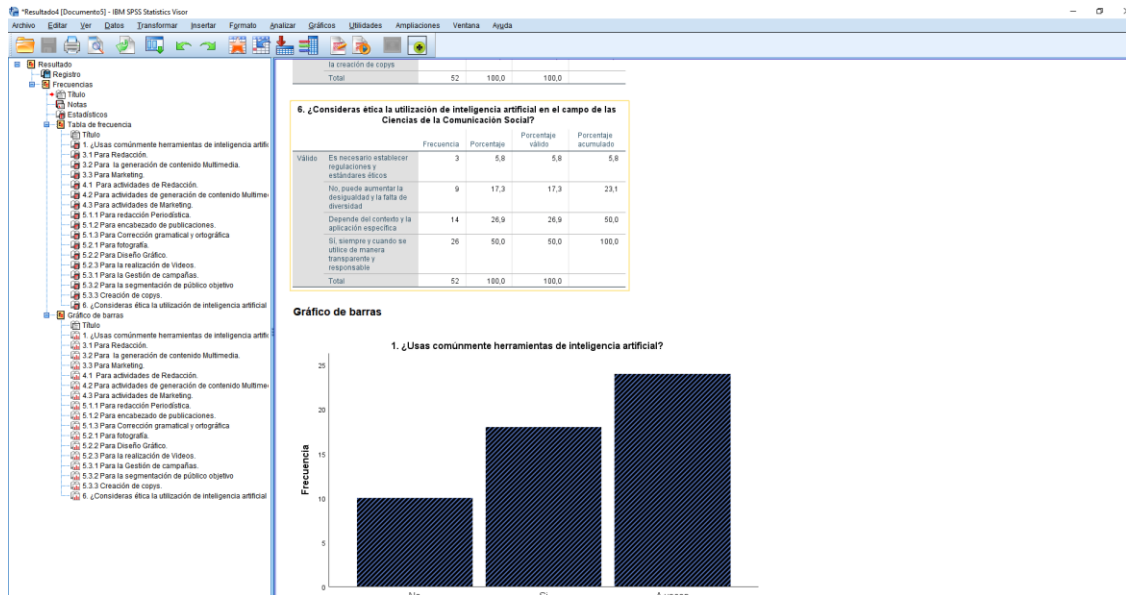 *Resultado4 [Documento5] - IBM SPSS Statistics Visor
Archivo Editar Ver Datos Transformar Insertar Formato Analizar Gráficos Utilidades Ampliaciones Ventana Ayuda
Resultado
Registro
Frecuencias
Título
Notas
Estadísticos
Tabla de frecuencia
Título
1. ¿Usas comúnmente herramientas de inteligencia artifi
3.1 Para Redacción.
3.2 Para la generación de contenido Multimedia.
3.3 Para Marketing.
4.1 Para actividades de Redacción.
4.2 Para actividades de generación de contenido Multime
4.3 Para actividades de Marketing.
5.1.1 Para redacción Periodística.
5.1.2 Para encabezado de publicaciones.
5.1.3 Para Corrección gramatical y ortográfica
5.2.1 Para fotografía.
5.2.2 Para Diseño Gráfico.
5.2.3 Para la realización de Videos.
5.3.1 Para la Gestión de campañas.
5.3.2 Para la segmentación de público objetivo
5.3.3 Creación de copys.
6. ¿Consideras ética la utilización de inteligencia artificial
Gráfico de barras
Título
1. ¿Usas comúnmente herramientas de inteligencia artifi
3.1 Para Redacción.
3.2 Para la generación de contenido Multimedia.
3.3 Para Marketing.
4.1 Para actividades de Redacción.
4.2 Para actividades de generación de contenido Multime
4.3 Para actividades de Marketing.
5.1.1 Para redacción Periodística.
5.1.2 Para encabezado de publicaciones.
5.1.3 Para Corrección gramatical y ortográfica
5.2.1 Para fotografía.
5.2.2 Para Diseño Gráfico.
5.2.3 Para la realización de Videos.
5.3.1 Para la Gestión de campañas.
5.3.2 Para la segmentación de público objetivo
5.3.3 Creación de copys.
6. ¿Consideras ética la utilización de inteligencia artificial
la creación de copys
Total 52 100,0 100,0
6. ¿Consideras ética la utilización de inteligencia artificial en el campo de las
Ciencias de la Comunicación Social?
Frecuencia Porcentaje Porcentaje válido Porcentaje acumulado
Válido Es necesario establecer 3 5,8 5,8 5,8
regulaciones y
estándares éticos
No, puede aumentar la 9 17,3 17,3 23,1
desigualdad y la falta de
diversidad
Depende del contexto y la 14 26,9 26,9 50,0
aplicación específica
Sí, siempre y cuando se 26 50,0 50,0 100,0
utilice de manera
transparente y
responsable
Total 52 100,0 100,0
Gráfico de barras
1. ¿Usas comúnmente herramientas de inteligencia artificial?
Frecuencia
25
20
15
10
5
0